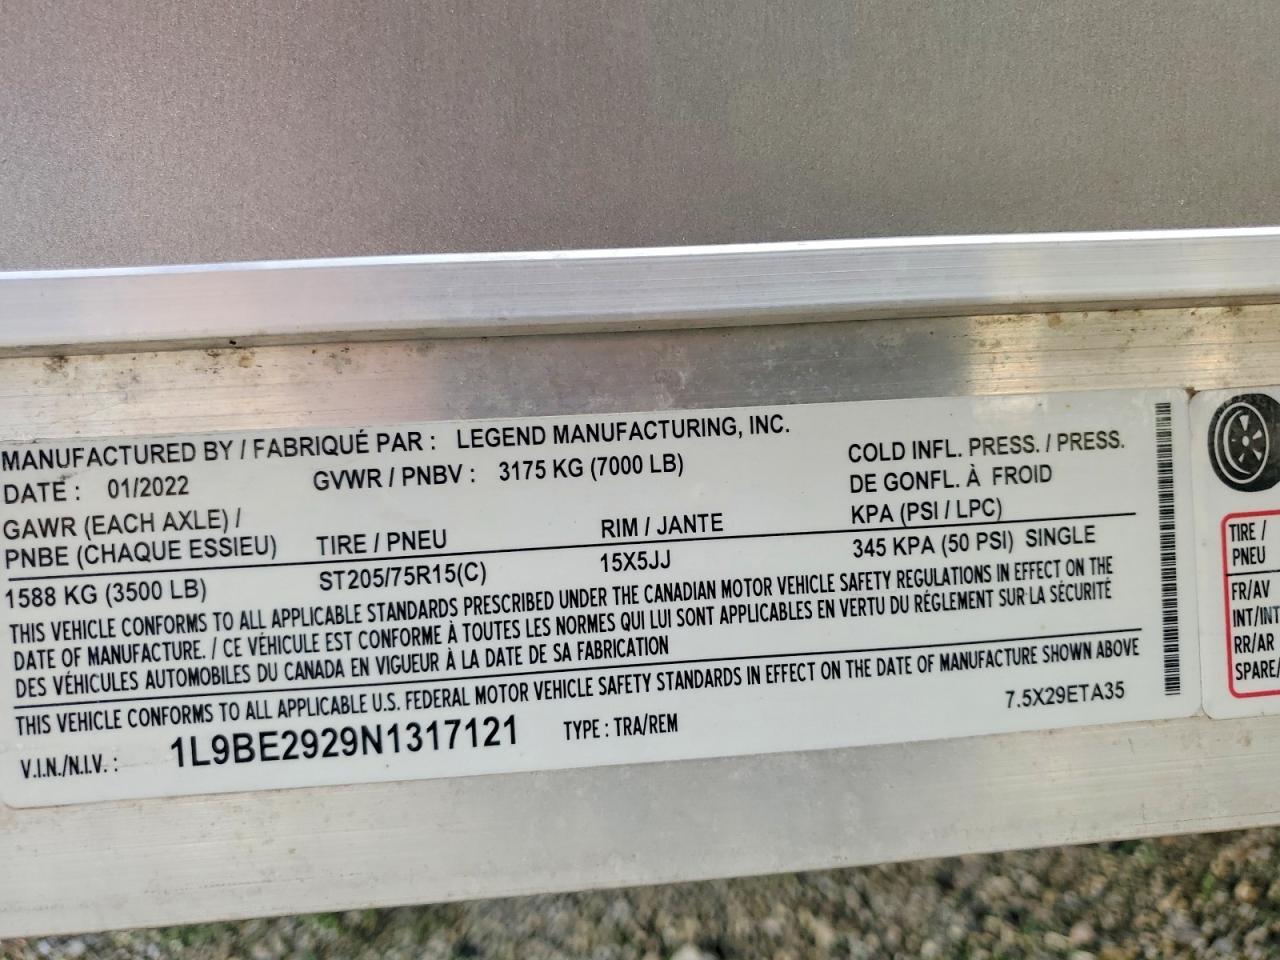 MANUFACTURED BY / FABRIQUÉ PAR : LEGEND MANUFACTURING, INC.
DATE : 01/2022 GVWR / PNBV : 3175 KG (7000 LB)
COLD INFL. PRESS. / PRESS.
DE GONFL. À FROID
KPA (PSI / LPC)
GAWR (EACH AXLE) /
PNBE (CHAQUE ESSIEU) TIRE / PNEU RIM / JANTE
1588 KG (3500 LB) ST205/75R15(C) 15X5JJ 345 KPA (50 PSI) SINGLE
THIS VEHICLE CONFORMS TO ALL APPLICABLE STANDARDS PRESCRIBED UNDER THE CANADIAN MOTOR VEHICLE SAFETY REGULATIONS IN EFFECT ON THE
DATE OF MANUFACTURE. / CE VÉHICULE EST CONFORME À TOUTES LES NORMES QUI LUI SONT APPLICABLES EN VERTU DU RÉGLEMENT SUR LA SÉCURITÉ
DES VÉHICULES AUTOMOBILES DU CANADA EN VIGUEUR À LA DATE DE SA FABRICATION
THIS VEHICLE CONFORMS TO ALL APPLICABLE U.S. FEDERAL MOTOR VEHICLE SAFETY STANDARDS IN EFFECT ON THE DATE OF MANUFACTURE SHOWN ABOVE
V.I.N./N.I.V. : 1L9BE2929N1317121 TYPE : TRA/REM 7.5X29ETA35
TIRE /
PNEU
FR/AV
INT/INT
RR/AR
SPARE/